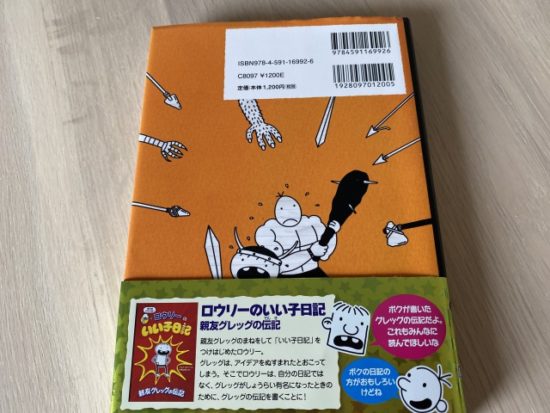 9784591169926
ISBN978-4-591-16992-6
C8097 ¥1200E
定価:本体1,200円(税別)
1928097012005
ロウリーのいい子日記
親友グレッグの伝記
親友グレッグのまねをして「いい子日記」を
つけはじめたロウリー。
グレッグは、アイデアをぬすまれたとおこって
しまう。そこでロウリーは、自分の日記では
なく、グレッグがしょうらい有名になったときの
ために、グレッグの伝記を書くことに!
ロウリーの
いい子日記
親友グレッグの伝記
ボクが書いた
グレッグの伝記だよ。
これもみんなに
読んでほしいな
ボクの日記の
方がおもしろい
けどね